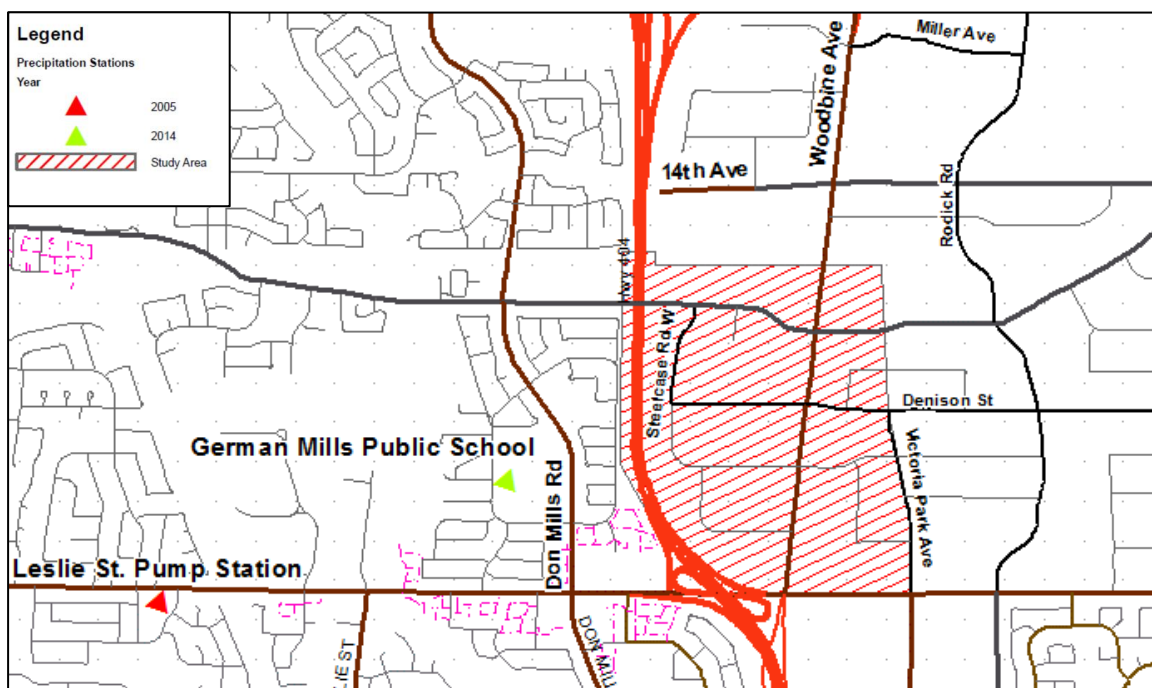 Legend
Precipitation Stations
Year
2005
2014
Study Area
Miller Ave
Woodbine Ave
14th Ave
Rodick Rd
Hwy 404
Steelcase Rd W
Denison St
German Mills Public School
Victoria Park Ave
Don Mills Rd
Leslie St. Pump Station
LIE ST
DON MILL